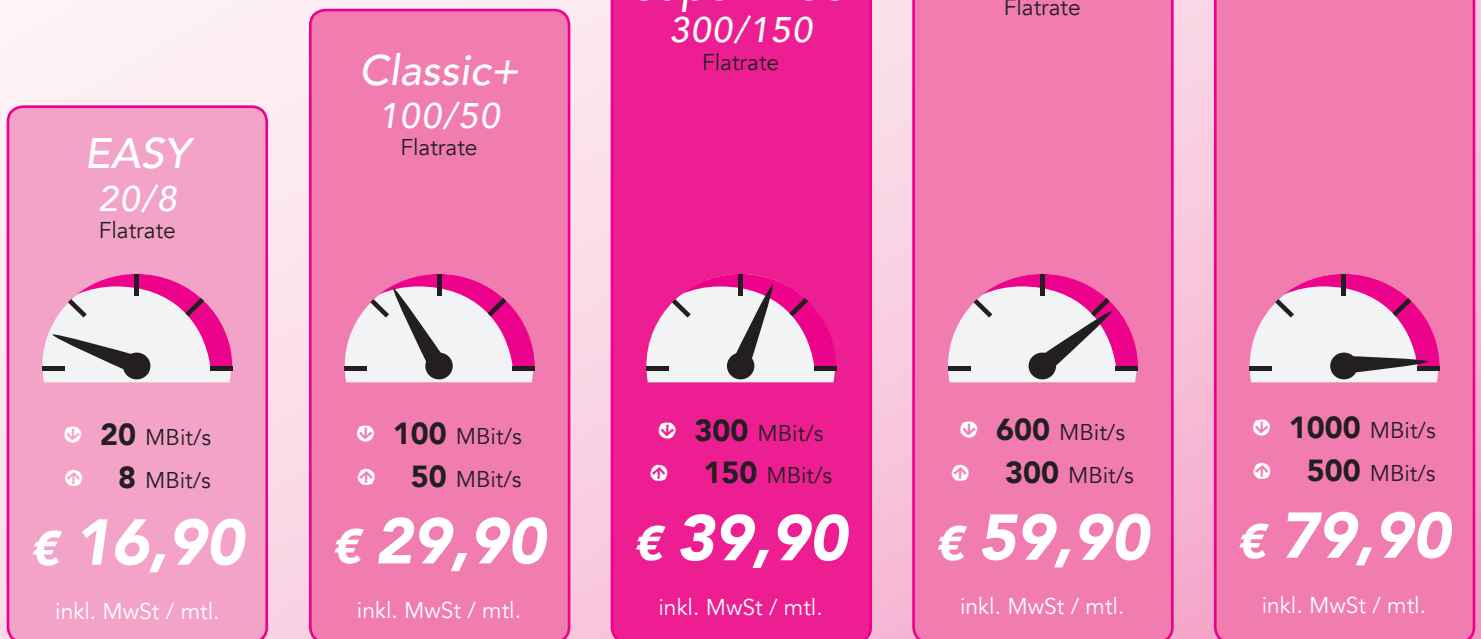 EASY
20/8
Flatrate
20 MBit/s
8 MBit/s
€ 16,90
inkl. MwSt / mtl.
Classic+
100/50
Flatrate
100 MBit/s
50 MBit/s
€ 29,90
inkl. MwSt / mtl.
300/150
Flatrate
300 MBit/s
150 MBit/s
€ 39,90
inkl. MwSt / mtl.
Flatrate
600 MBit/s
300 MBit/s
€ 59,90
inkl. MwSt / mtl.
1000 MBit/s
500 MBit/s
€ 79,90
inkl. MwSt / mtl.